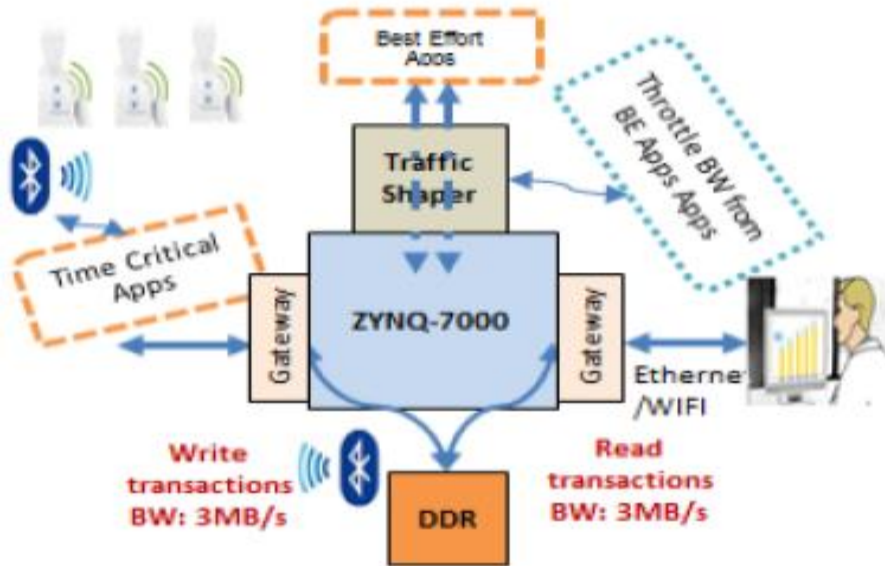 Best Effort
Apps
Throttle BW from
BE Apps Apps
Traffic
Shaper
Time Critical
Apps
ZYNQ-7000
Gateway
Gateway
Ethernet
/WIFI
Write
transactions
BW: 3MB/s
Read
transactions
BW: 3MB/s
DDR